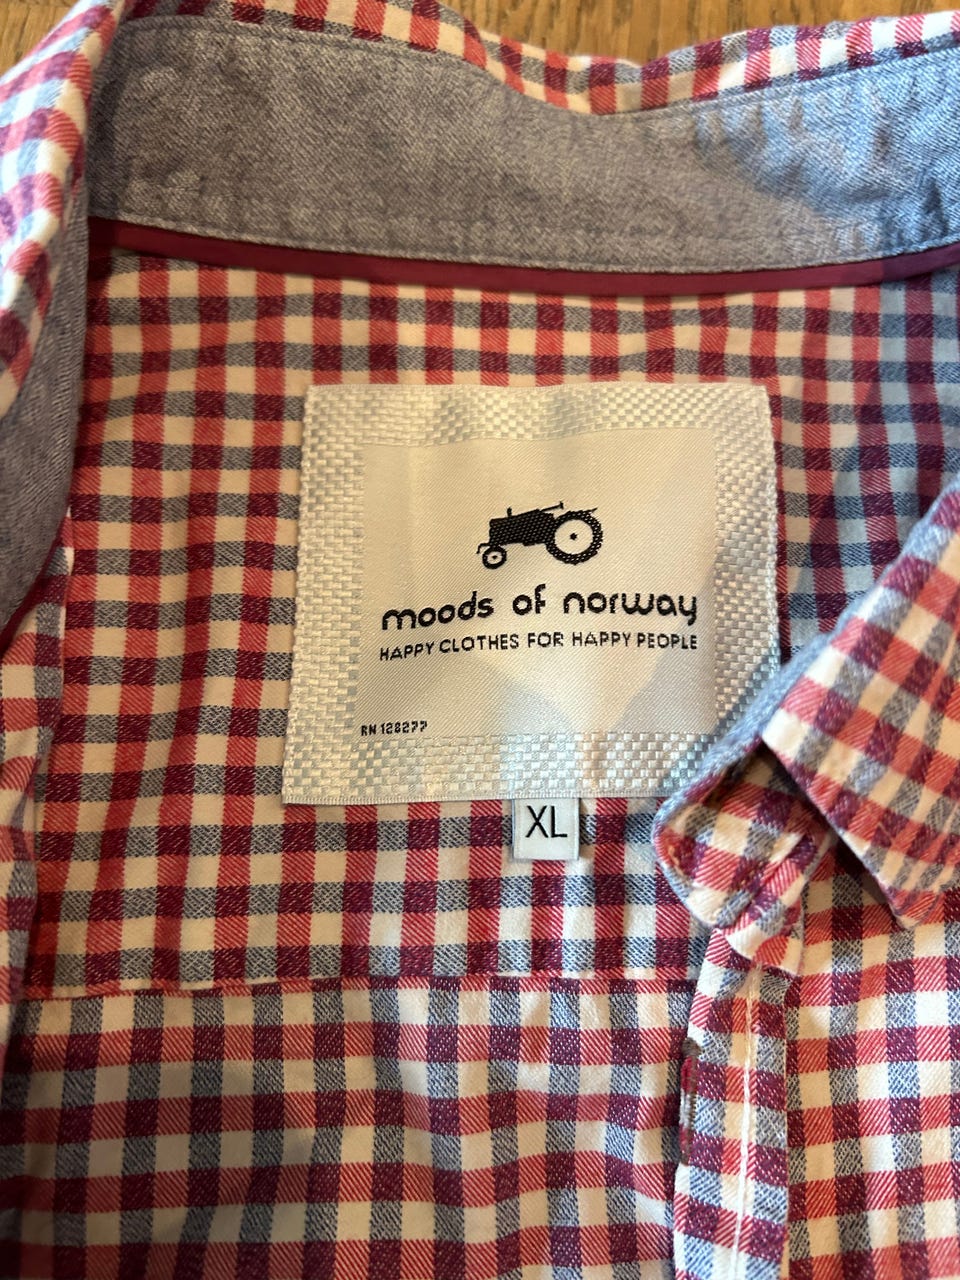 moods of norway
HAPPY CLOTHES FOR HAPPY PEOPLE
RN 128277
XL